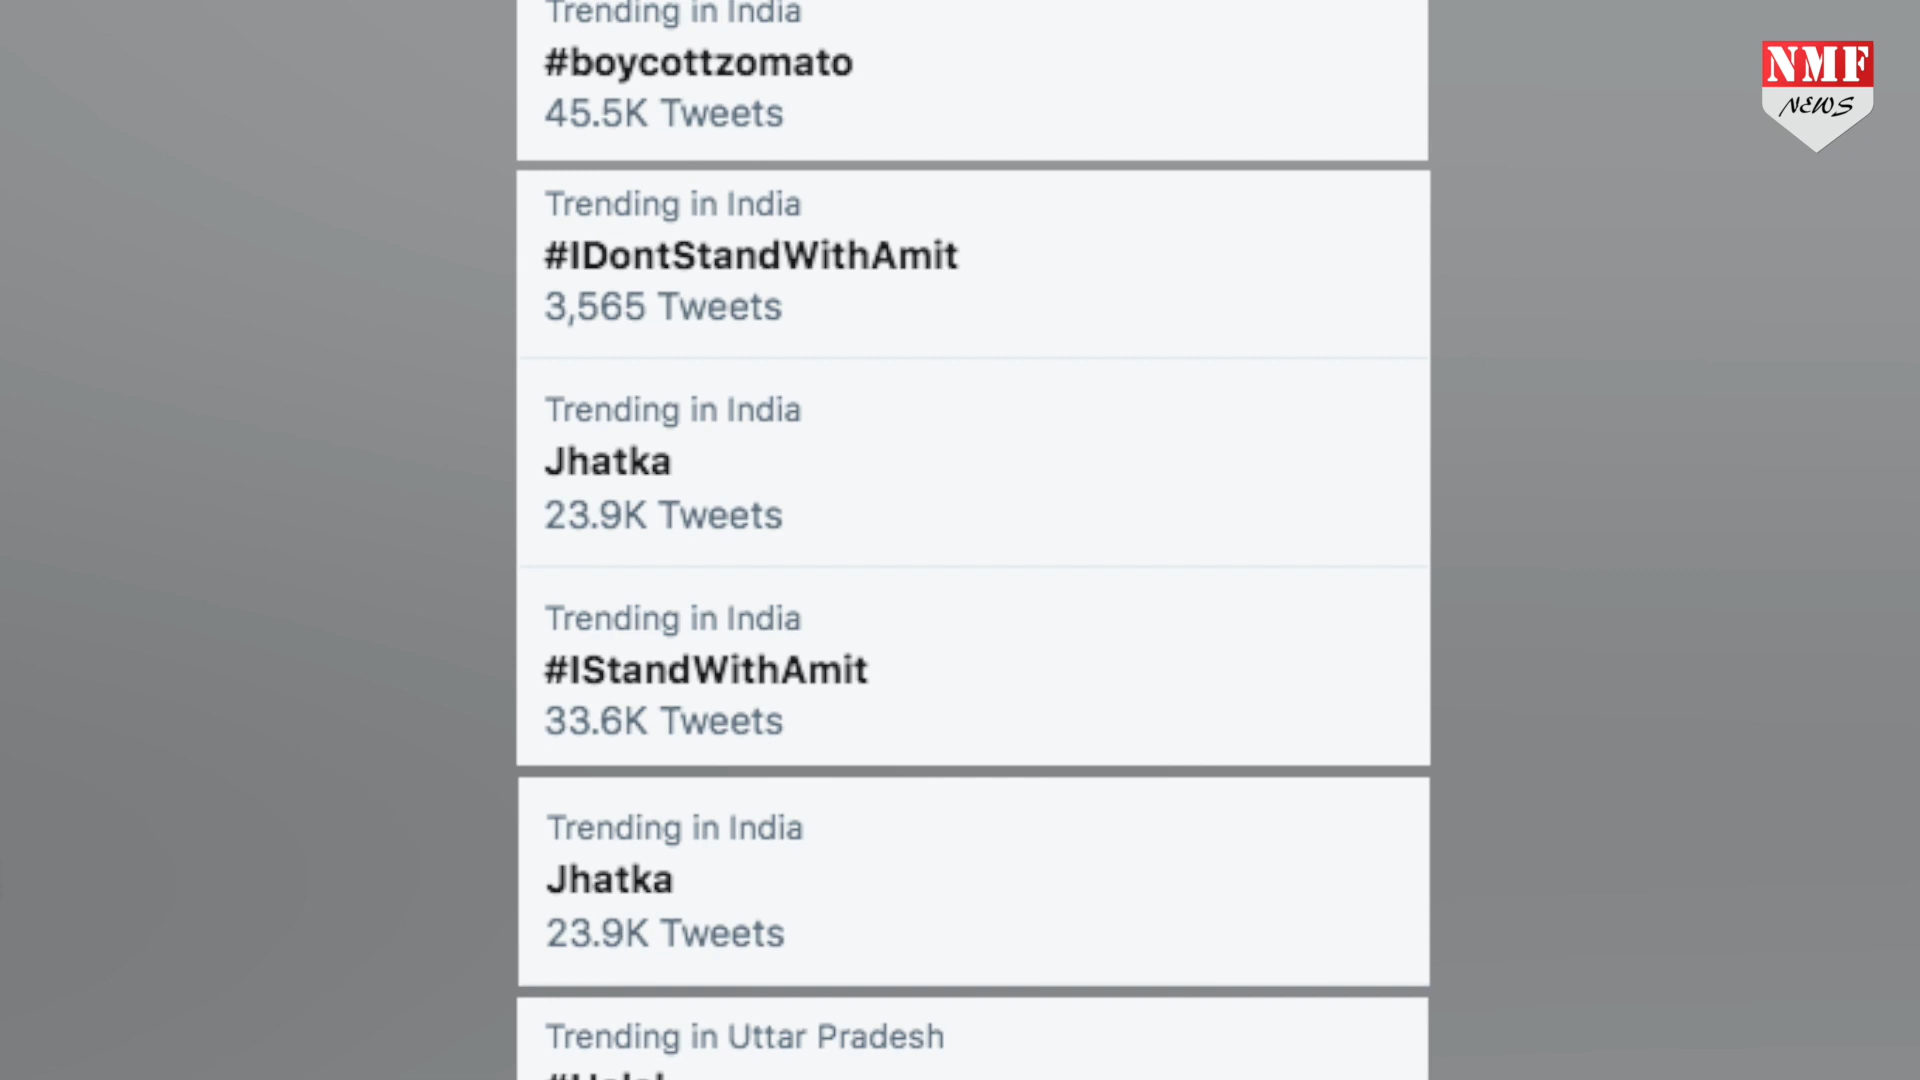 Trending in India
#boycottzomato
45.5K Tweets
NMF
NEWS
Trending in India
#IDontStandWithAmit
3,565 Tweets
Trending in India
Jhatka
23.9K Tweets
Trending in India
#IStandWithAmit
33.6K Tweets
Trending in India
Jhatka
23.9K Tweets
Trending in Uttar Pradesh